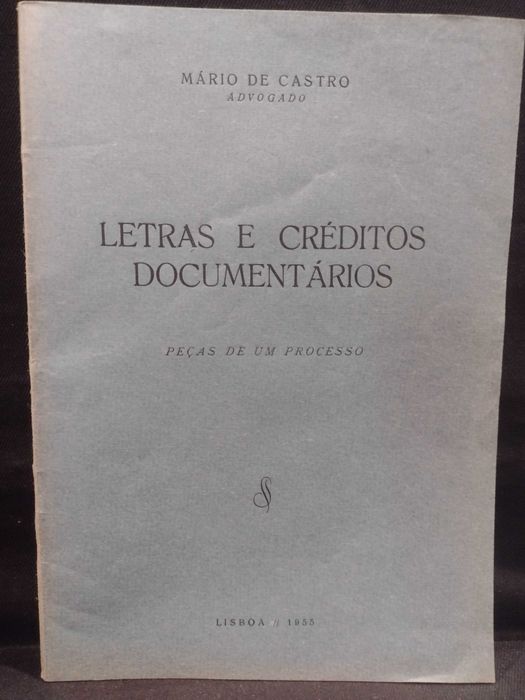 MÁRIO DE CASTRO
ADVOGADO
LETRAS E CRÉDITOS
DOCUMENTÁRIOS
PEÇAS DE UM PROCESSO
LISBOA // 1955